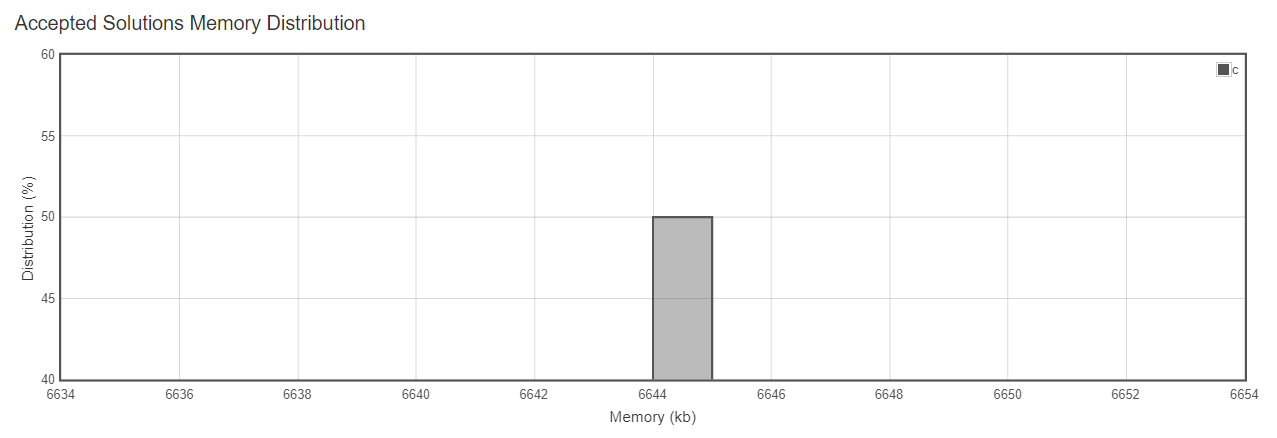 Accepted Solutions Memory Distribution
60
c
55
50
45
40
Distribution (%)
6634 6636 6638 6640 6642 6644 6646 6648 6650 6652 6654
Memory (kb)